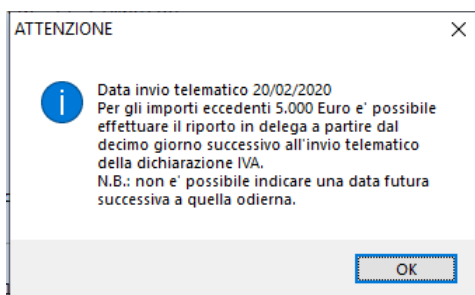 ATTENZIONE
Data invio telematico 20/02/2020
Per gli importi eccedenti 5.000 Euro e' possibile
effettuare il riporto in delega a partire dal
decimo giorno successivo all'invio telematico
della dichiarazione IVA.
N.B.: non e' possibile indicare una data futura
successiva a quella odierna.
OK